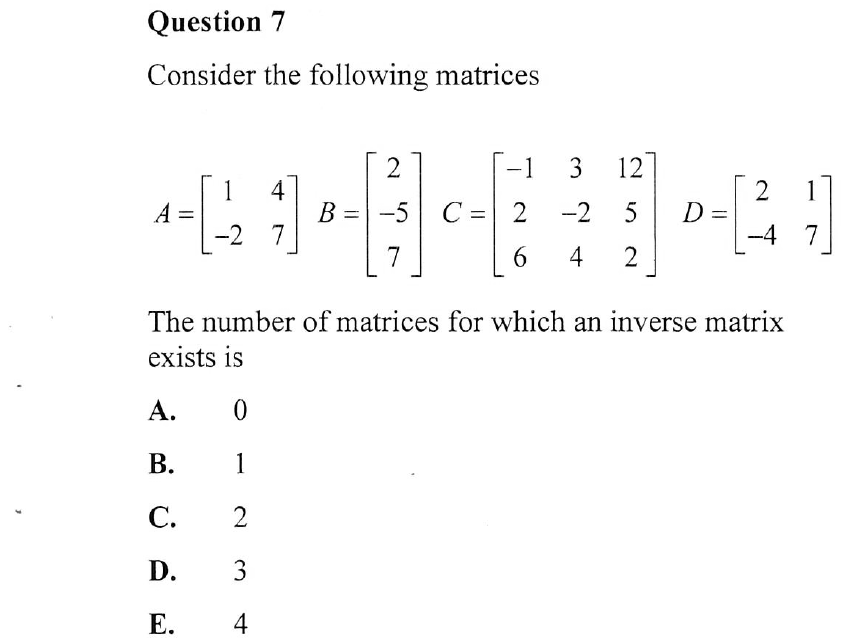 Question 7
Consider the following matrices
A = [1 4; -2 7] B = [2; -5; 7] C = [-1 3 12; 2 -2 5; 6 4 2] D = [2 1; -4 7]
The number of matrices for which an inverse matrix
exists is
A. 0
B. 1
C. 2
D. 3
E. 4